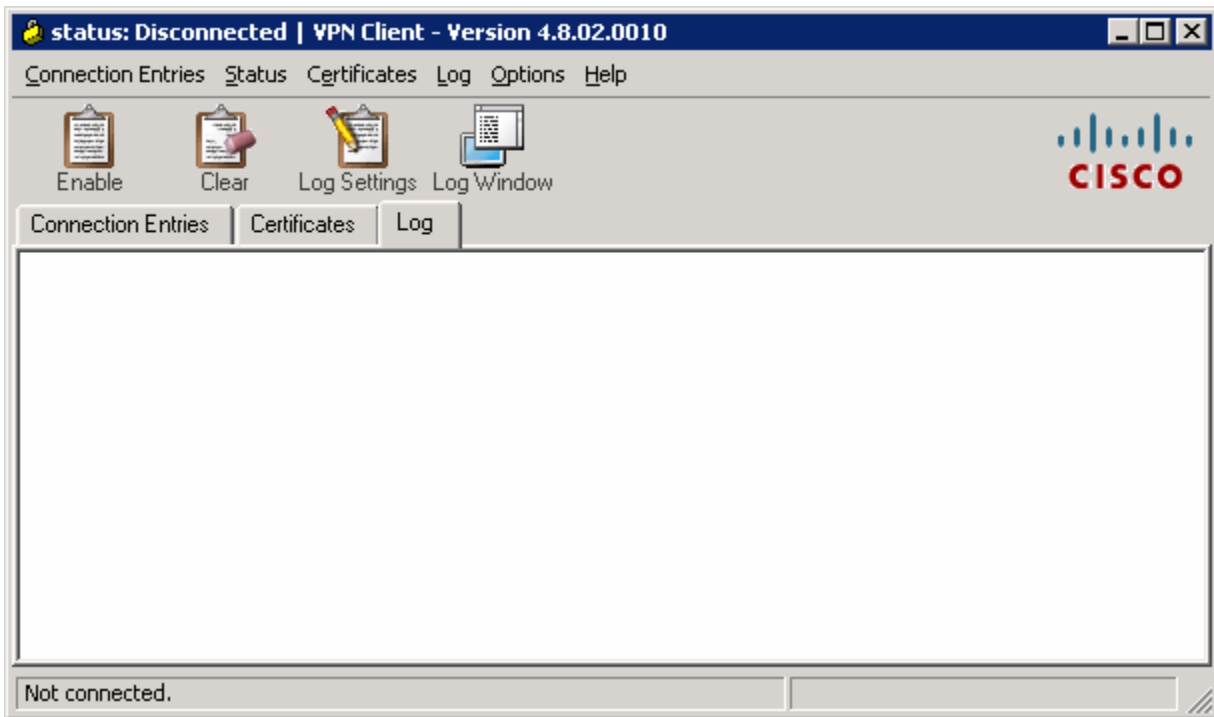 status: Disconnected | VPN Client - Version 4.8.02.0010
Connection Entries Status Certificates Log Options Help
Enable Clear Log Settings Log Window
CISCO
Connection Entries Certificates Log
Not connected.